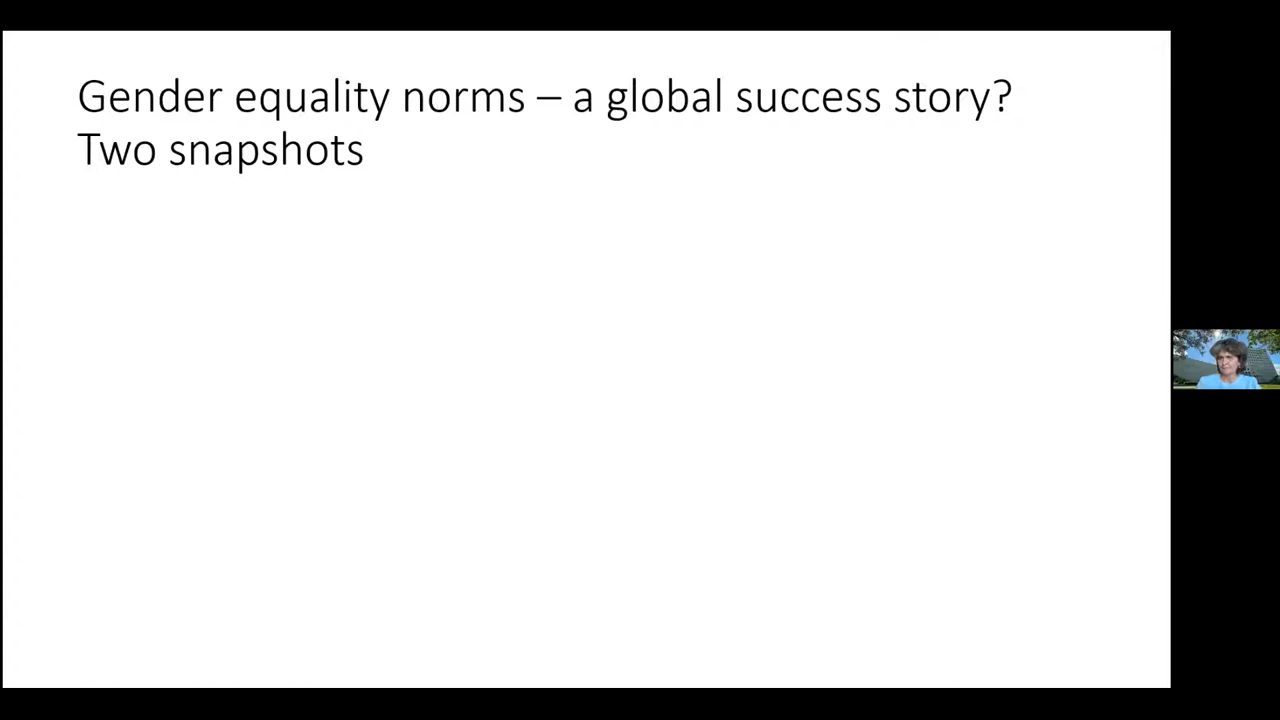 Gender equality norms – a global success story?
Two snapshots